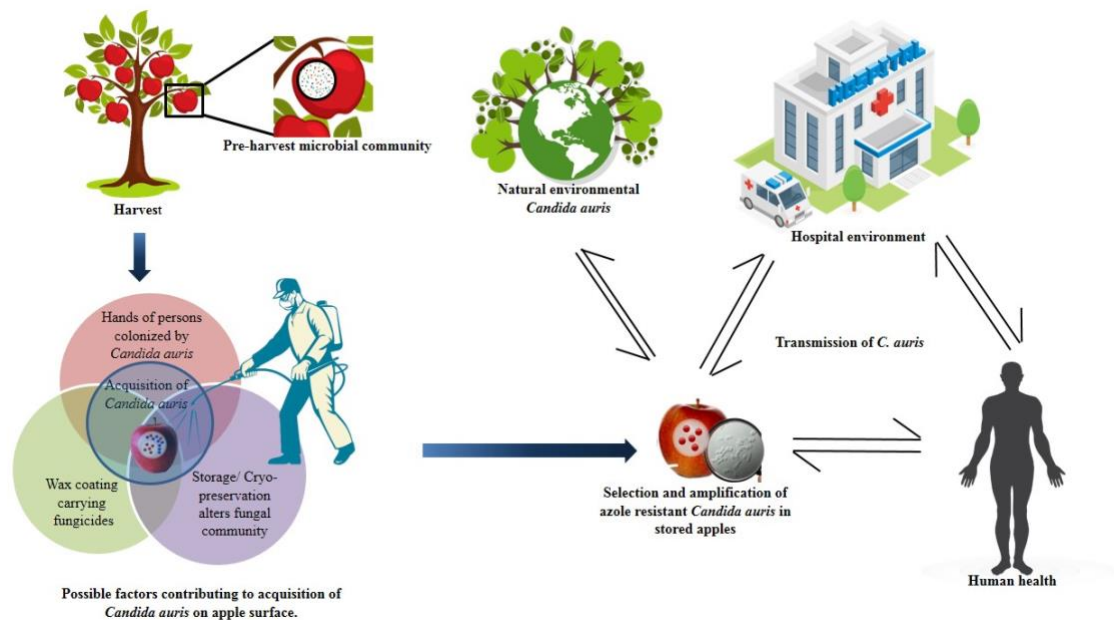 Pre-harvest microbial community
Harvest
Natural environmental
Candida auris
HOSPITAL
Hospital environment
Hands of persons
colonized by
Candida auris
Acquisition of
Candida auris
Wax coating
carrying
fungicides
Storage/ Cryo-
preservation
alters fungal
community
Possible factors contributing to acquisition of
Candida auris on apple surface.
Transmission of C. auris
Selection and amplification of
azole resistant Candida auris in
stored apples
Human health